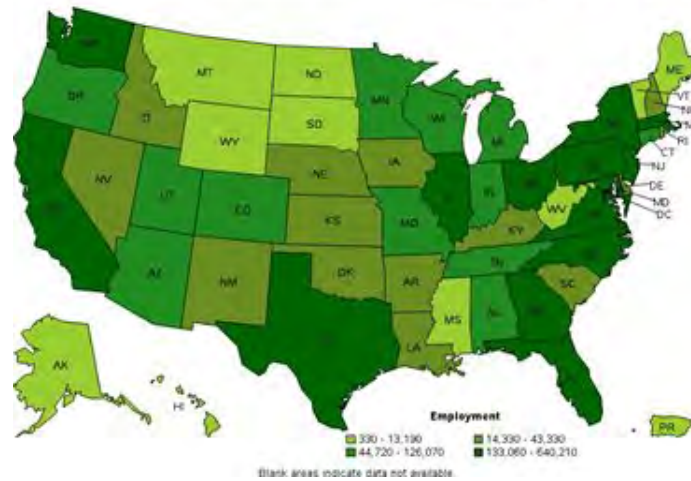 MT
ND
MN
ME
VT
OR
ID
WI
SD
MI
WY
RI
CT
IA
NJ
NE
NV
DE
IL
IN
MD
UT
CO
WV
DC
KS
MO
KY
TN
AZ
OK
NM
AR
SC
MS
AL
LA
AK
HI
PR
Employment
330 - 13,190
14,330 - 43,330
44,720 - 126,070
133,060 - 640,210
Blank areas indicate data not available.